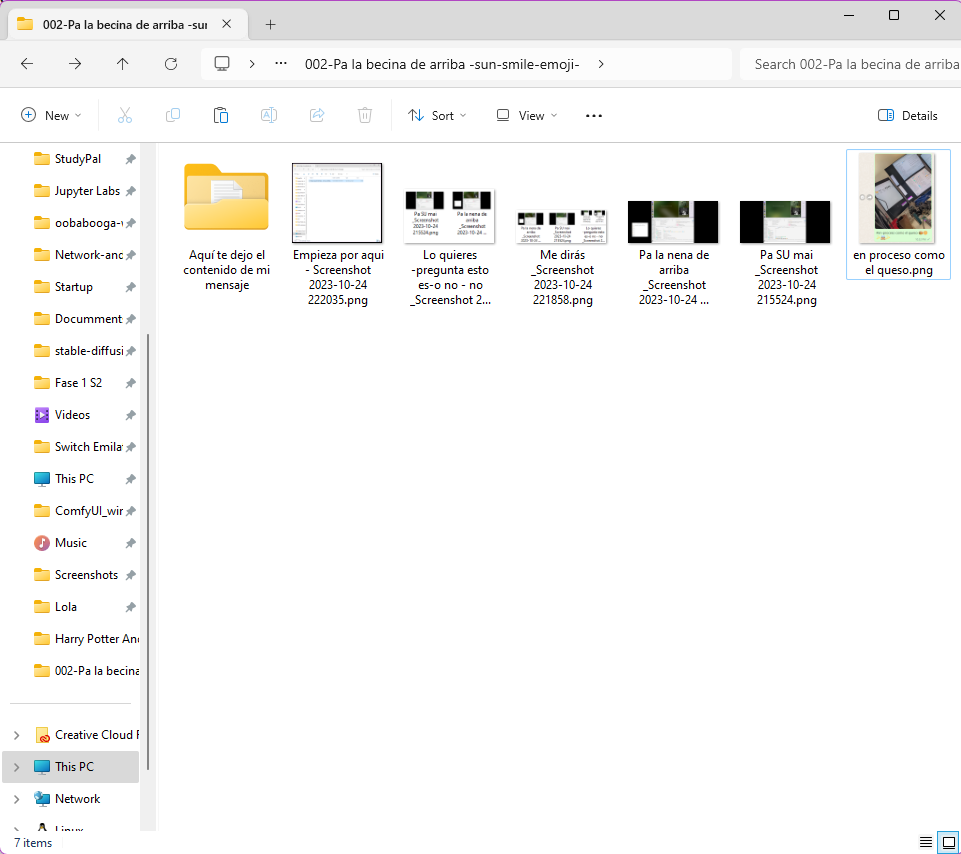 002-Pa la becina de arriba -sun
002-Pa la becina de arriba -sun-smile-emoji-
Search 002-Pa la becina de arriba
New
Sort
View
Details
StudyPal
Jupyter Labs
oobabooga-
Network-and
Startup
Docummente
stable-diffusi
Fase 1 S2
Videos
Switch Emila
This PC
ComfyUI_win
Music
Screenshots
Lola
Harry Potter And
002-Pa la becina
Creative Cloud F
This PC
Network
Linux
Aquí te dejo el
contenido de mi
mensaje
Empieza por aqui
- Screenshot
2023-10-24
222035.png
Lo quieres
-pregunta esto
es-o no - no
_Screenshot 2...
Me dirás
_Screenshot
2023-10-24
221858.png
Pa la nena de
arriba
_Screenshot
2023-10-24 ...
Pa SU mai
_Screenshot
2023-10-24
215524.png
en proceso como
el queso.png
7 items